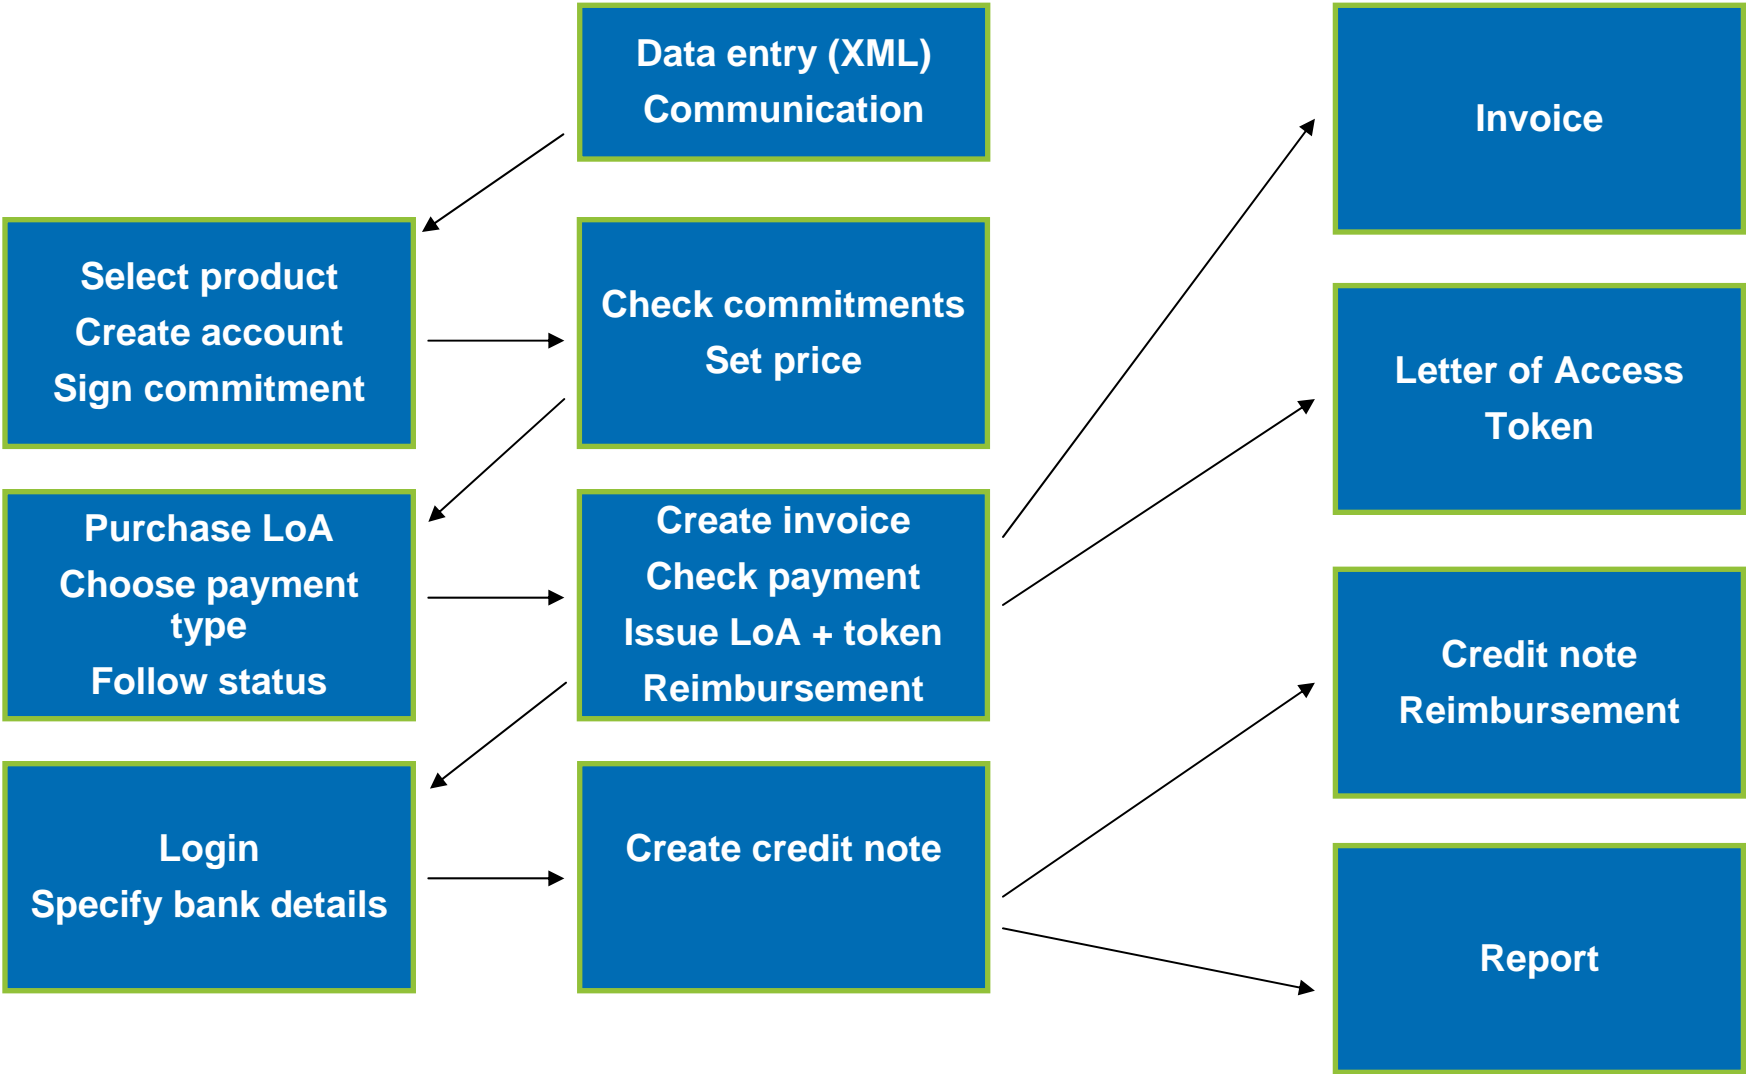 Data entry (XML)
Communication
Invoice
Select product
Create account
Sign commitment
Check commitments
Set price
Letter of Access
Token
Purchase LoA
Choose payment
type
Follow status
Create invoice
Check payment
Issue LoA + token
Reimbursement
Credit note
Reimbursement
Login
Specify bank details
Create credit note
Report